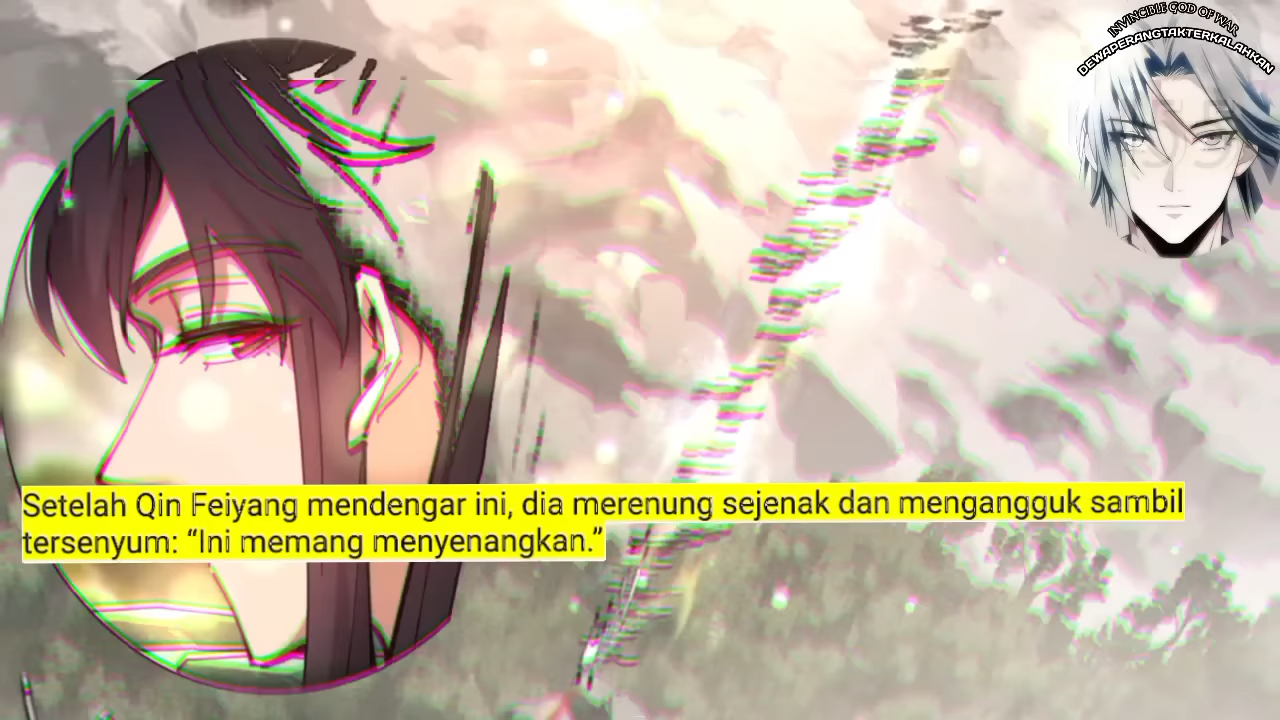 INVINCIBLE GOD OF WAR
DEWAPERANGTAKTERKALAHKAN
Setelah Qin Feiyang mendengar ini, dia merenung sejenak dan mengangguk sambil
tersenyum: “Ini memang menyenangkan.”